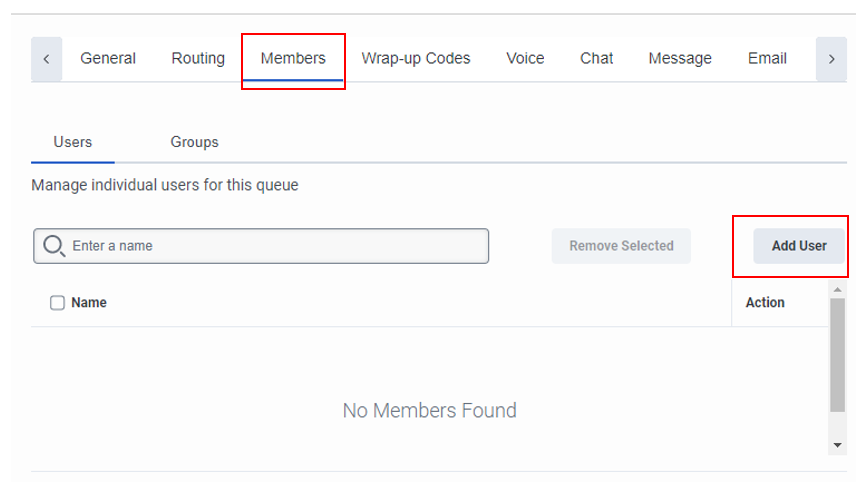 General Routing Members Wrap-up Codes Voice Chat Message Email
Users Groups
Manage individual users for this queue
Enter a name Remove Selected Add User
Name Action
No Members Found